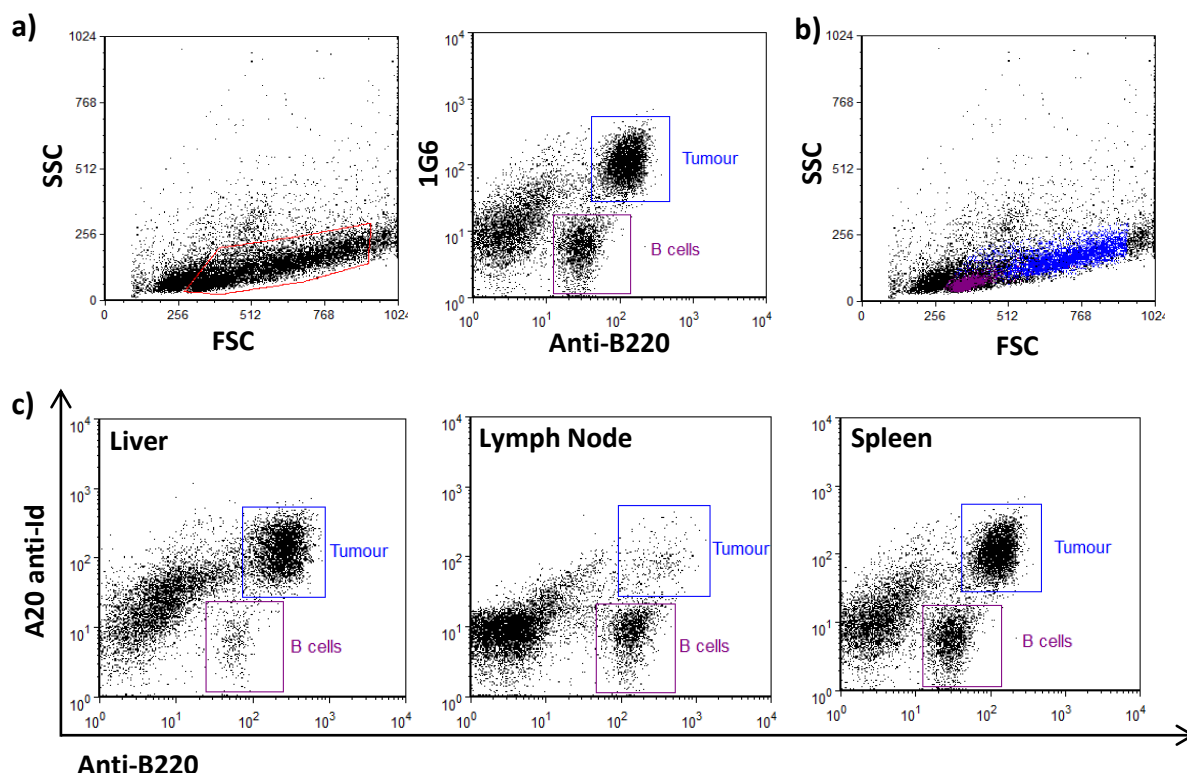 a)
1024
768
512
256
0
SSC
0 256 512 768 1024
FSC
10^4
10^3
10^2
10^1
10^0
1G6
Tumour
B cells
10^0 10^1 10^2 10^3 10^4
Anti-B220
b)
1024
768
512
256
0
SSC
0 256 512 768 1024
FSC
c)
A20 anti-Id
Liver
10^4
10^3
10^2
10^1
10^0
Tumour
B cells
10^0 10^1 10^2 10^3 10^4
Lymph Node
10^4
10^3
10^2
10^1
10^0
Tumour
B cells
10^0 10^1 10^2 10^3 10^4
Spleen
10^4
10^3
10^2
10^1
10^0
Tumour
B cells
10^0 10^1 10^2 10^3 10^4
Anti-B220